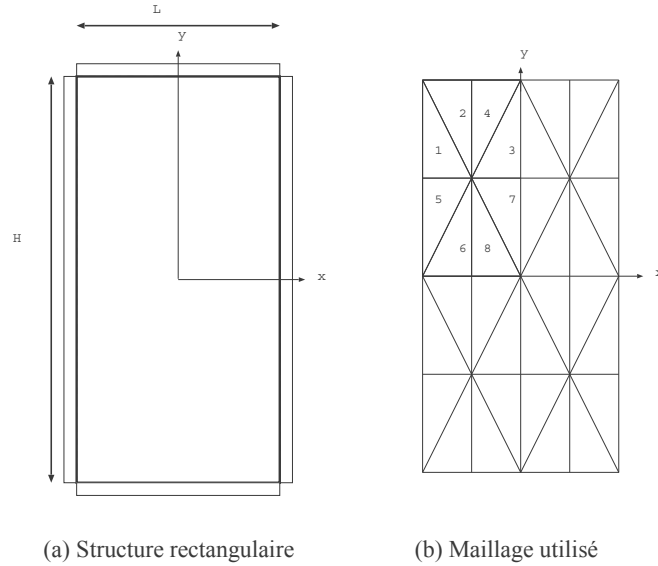 L
y
H
x
y
2 4
1 3
5 7
6 8
x
(a) Structure rectangulaire
(b) Maillage utilisé